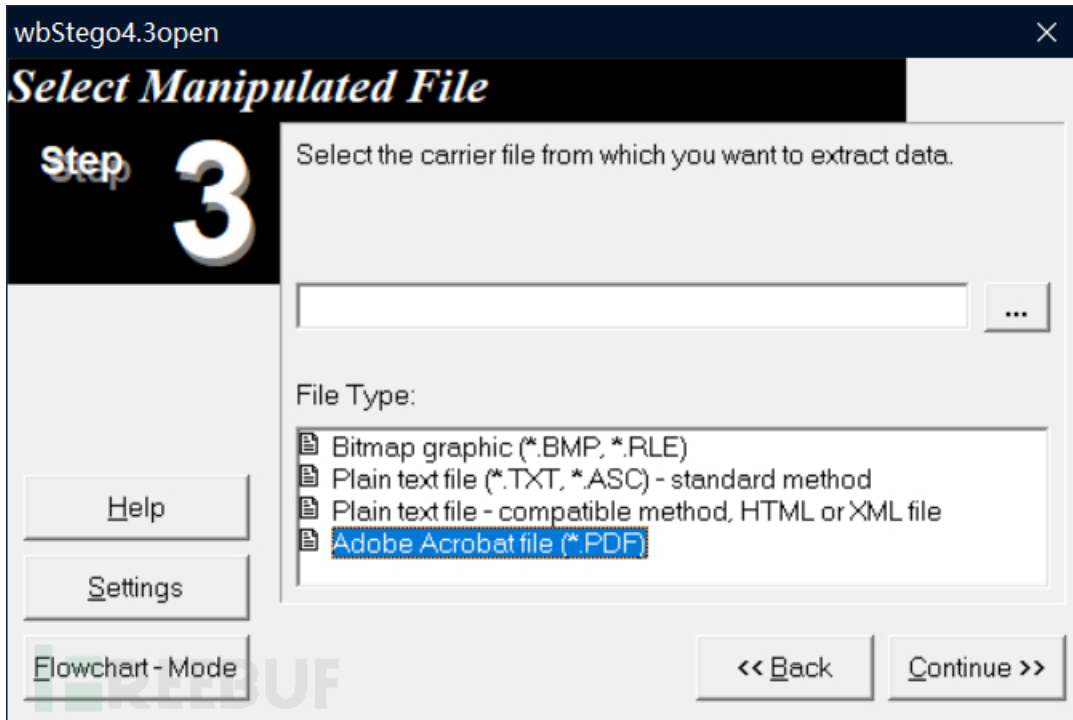 wbStego4.3open
Select Manipulated File
Step 3
Select the carrier file from which you want to extract data.
...
File Type:
Bitmap graphic (*.BMP, *.RLE)
Plain text file (*.TXT, *.ASC) - standard method
Plain text file - compatible method, HTML or XML file
Adobe Acrobat file (*.PDF)
Help
Settings
Flowchart - Mode
<< Back
Continue >>
FREEBUF